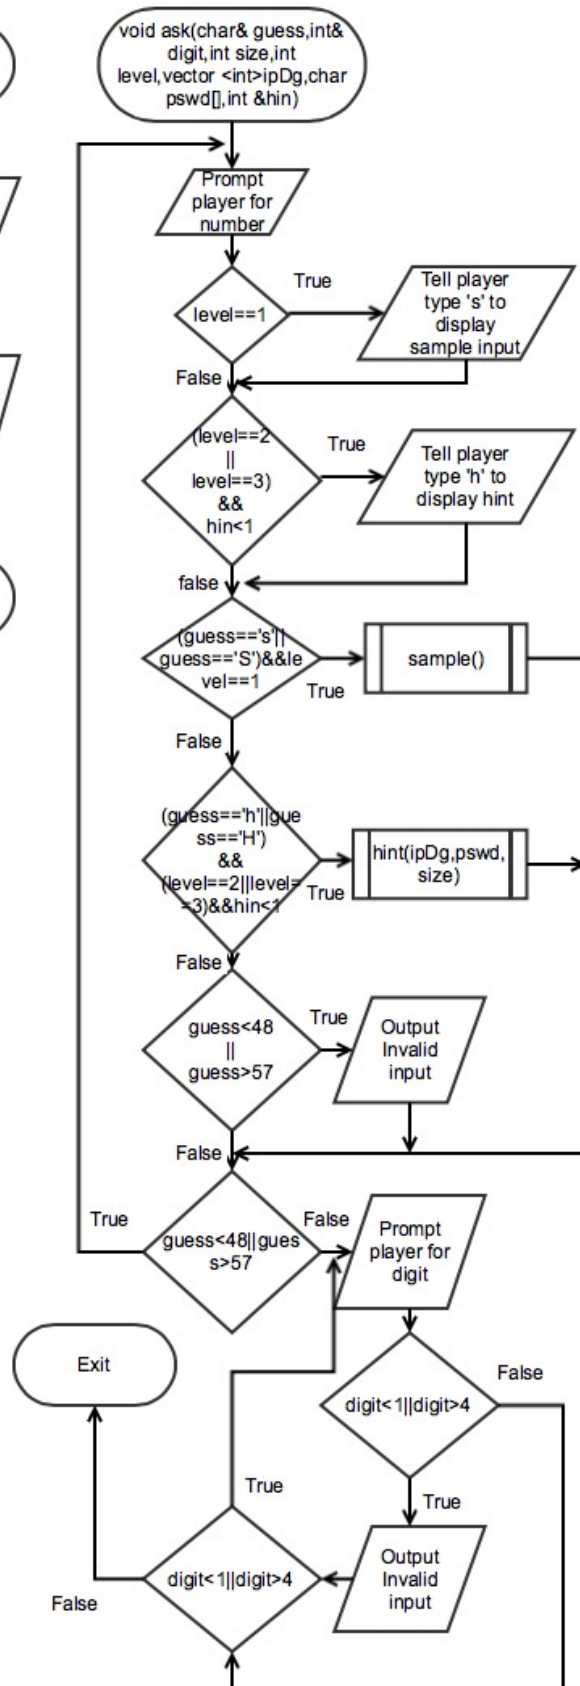 void ask(char& guess,int&
digit,int size,int
level,vector <int>ipDg,char
pswd[],int &hin)
Prompt
player for
number
level==1
True
Tell player
type 's' to
display
sample input
False
(level==2
||
level==3)
&&
hin<1
True
Tell player
type 'h' to
display hint
false
(guess=='s'||
guess=='S')&&le
vel==1
True
sample()
False
(guess=='h'||gue
ss=='H')
&&
(level==2||level=
=3)&&hin<1
True
hint(ipDg,pswd,
size)
False
guess<48
||
guess>57
True
Output
Invalid
input
False
True
guess<48||gues
s>57
False
Prompt
player for
digit
Exit
digit<1||digit>4
False
True
True
digit<1||digit>4
Output
Invalid
input
False